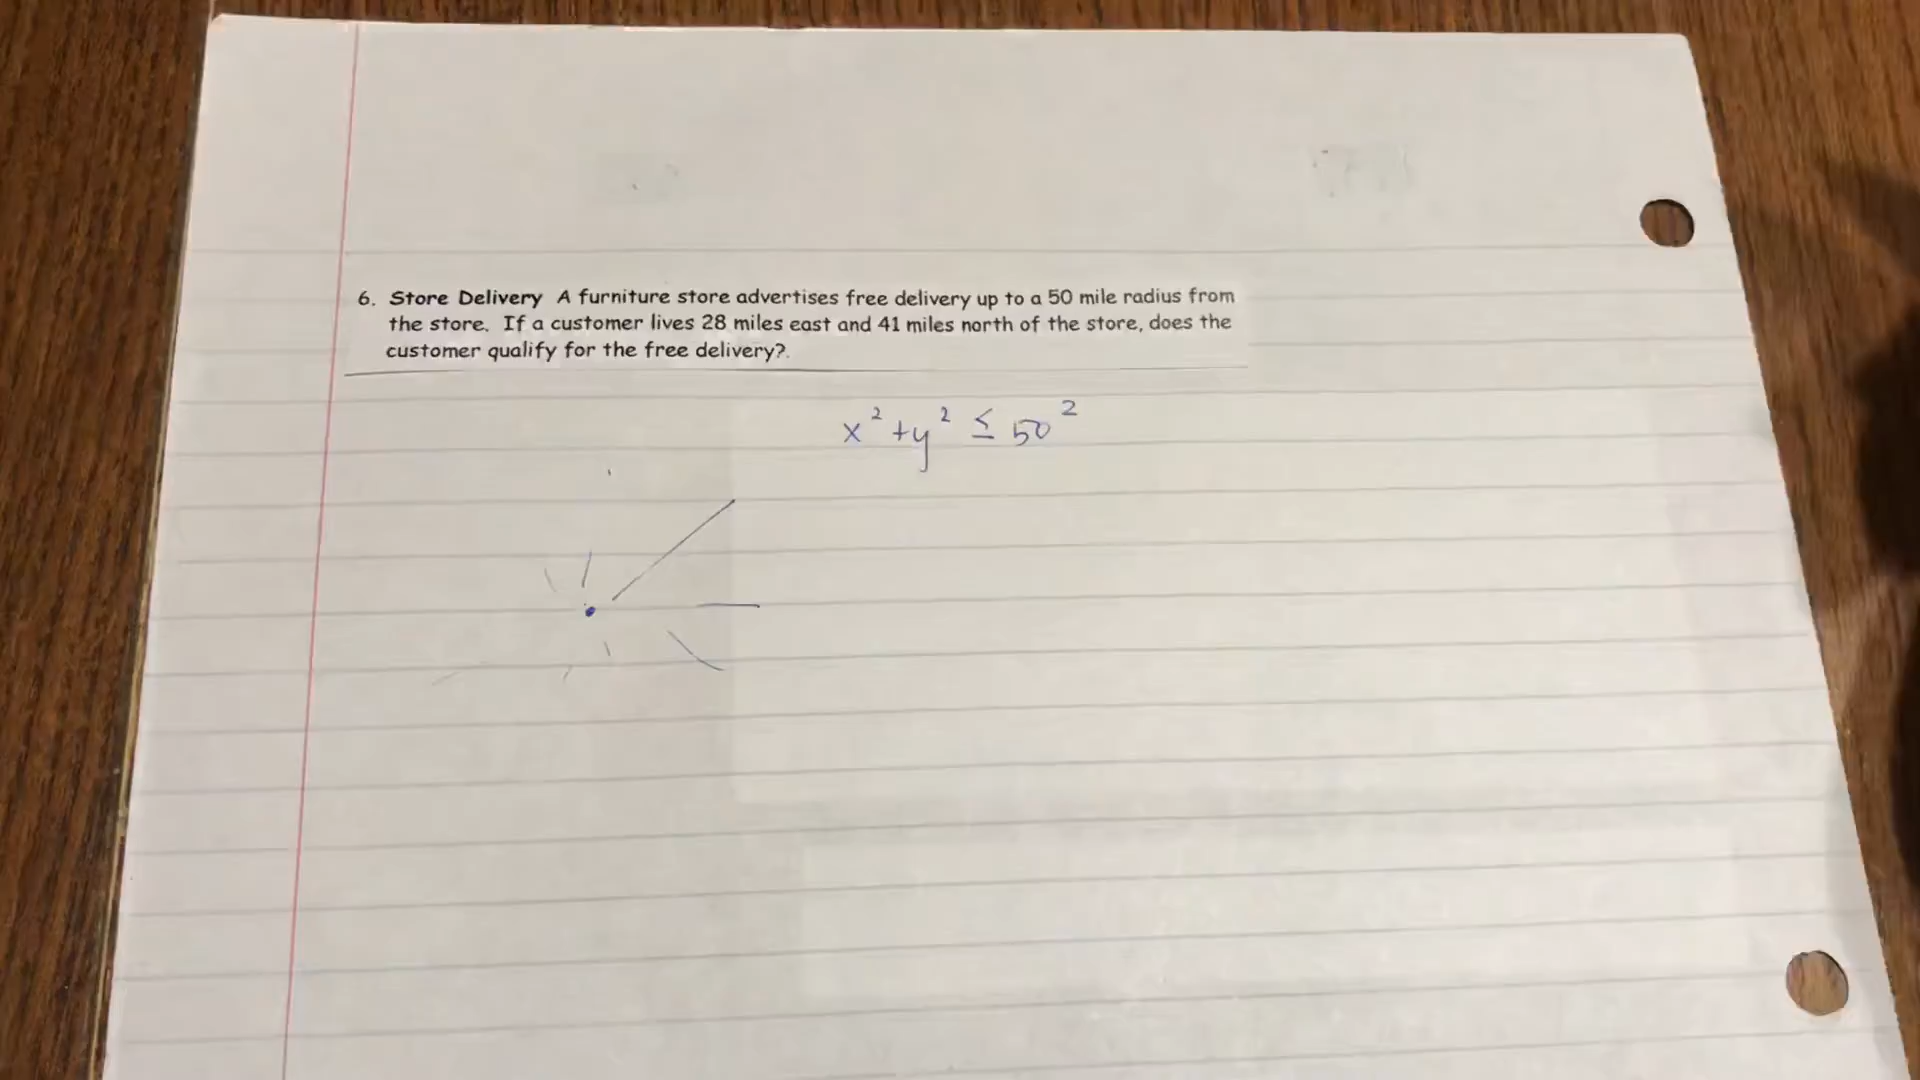 6. Store Delivery A furniture store advertises free delivery up to a 50 mile radius from
the store. If a customer lives 28 miles east and 41 miles north of the store, does the
customer qualify for the free delivery?.
x² + y² ≤ 50²